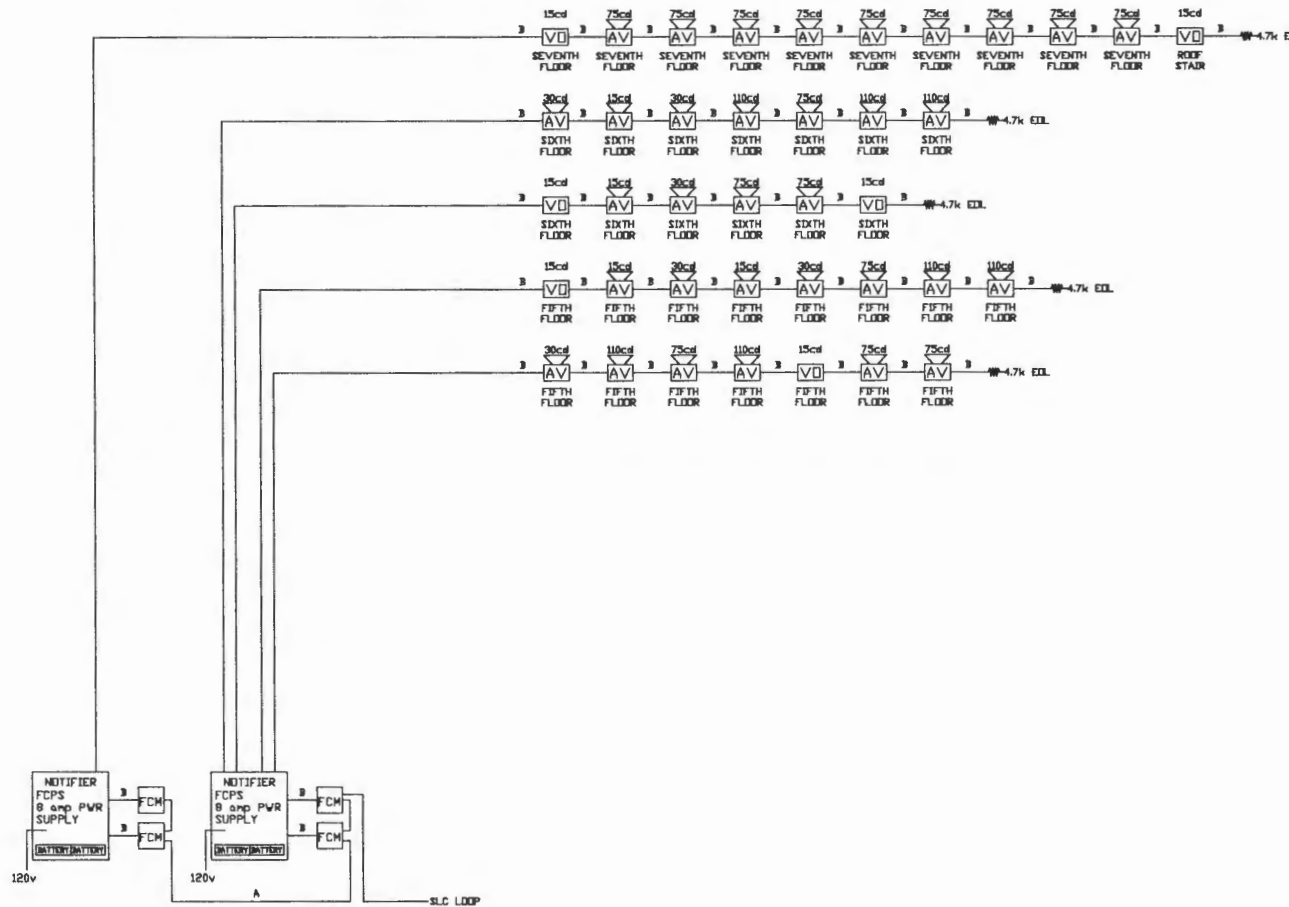 15cd 75cd 75cd 75cd 75cd 75cd 75cd 75cd 75cd 75cd 15cd
B VO B AV B AV B AV B AV B AV B AV B AV B AV B AV B VO B 4.7k E
SEVENTH SEVENTH SEVENTH SEVENTH SEVENTH SEVENTH SEVENTH SEVENTH SEVENTH SEVENTH ROOF
FLOOR FLOOR FLOOR FLOOR FLOOR FLOOR FLOOR FLOOR FLOOR FLOOR STAIR
30cd 15cd 30cd 110cd 75cd 110cd 110cd
B AV B AV B AV B AV B AV B AV B AV B 4.7k EOL
SIXTH SIXTH SIXTH SIXTH SIXTH SIXTH SIXTH
FLOOR FLOOR FLOOR FLOOR FLOOR FLOOR FLOOR
15cd 15cd 30cd 75cd 75cd 15cd
B VO B AV B AV B AV B AV B VO B 4.7k EOL
SIXTH SIXTH SIXTH SIXTH SIXTH SIXTH
FLOOR FLOOR FLOOR FLOOR FLOOR FLOOR
15cd 15cd 30cd 15cd 30cd 75cd 110cd 110cd
B VO B AV B AV B AV B AV B AV B AV B AV B 4.7k EOL
FIFTH FIFTH FIFTH FIFTH FIFTH FIFTH FIFTH FIFTH
FLOOR FLOOR FLOOR FLOOR FLOOR FLOOR FLOOR FLOOR
30cd 110cd 75cd 110cd 15cd 75cd 75cd
B AV B AV B AV B AV B VO B AV B AV B 4.7k EOL
FIFTH FIFTH FIFTH FIFTH FIFTH FIFTH FIFTH
FLOOR FLOOR FLOOR FLOOR FLOOR FLOOR FLOOR
NOTIFIER
FCPS
8 amp PWR
SUPPLY
BATTERY BATTERY
120v
B FCM
B FCM
NOTIFIER
FCPS
8 amp PWR
SUPPLY
BATTERY BATTERY
120v
B FCM
B FCM
A
SLC LOOP